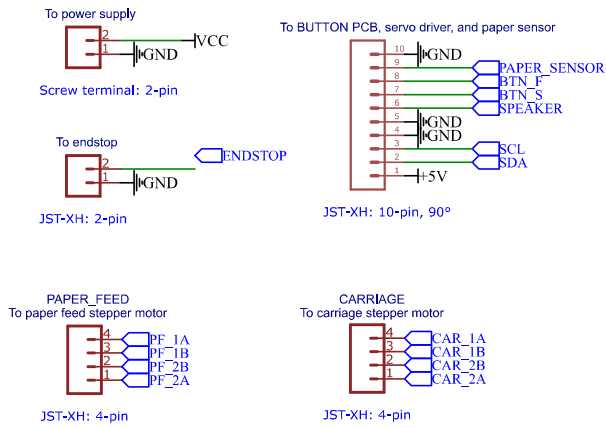 To power supply
2
VCC
1
GND
Screw terminal: 2-pin
To BUTTON PCB, servo driver, and paper sensor
10
GND
9
PAPER_SENSOR
8
BTN_F
7
BTN_S
6
SPEAKER
5
GND
4
GND
3
SCL
2
SDA
1
+5V
JST-XH: 10-pin, 90°
To endstop
ENDSTOP
2
1
GND
JST-XH: 2-pin
PAPER_FEED
To paper feed stepper motor
4
PF_1A
3
PF_1B
2
PF_2B
1
PF_2A
JST-XH: 4-pin
CARRIAGE
To carriage stepper motor
4
CAR_1A
3
CAR_1B
2
CAR_2B
1
CAR_2A
JST-XH: 4-pin